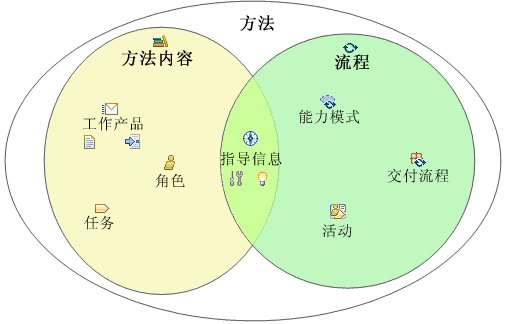 方法
方法内容
流程
工作产品
能力模式
指导信息
角色
交付流程
任务
活动